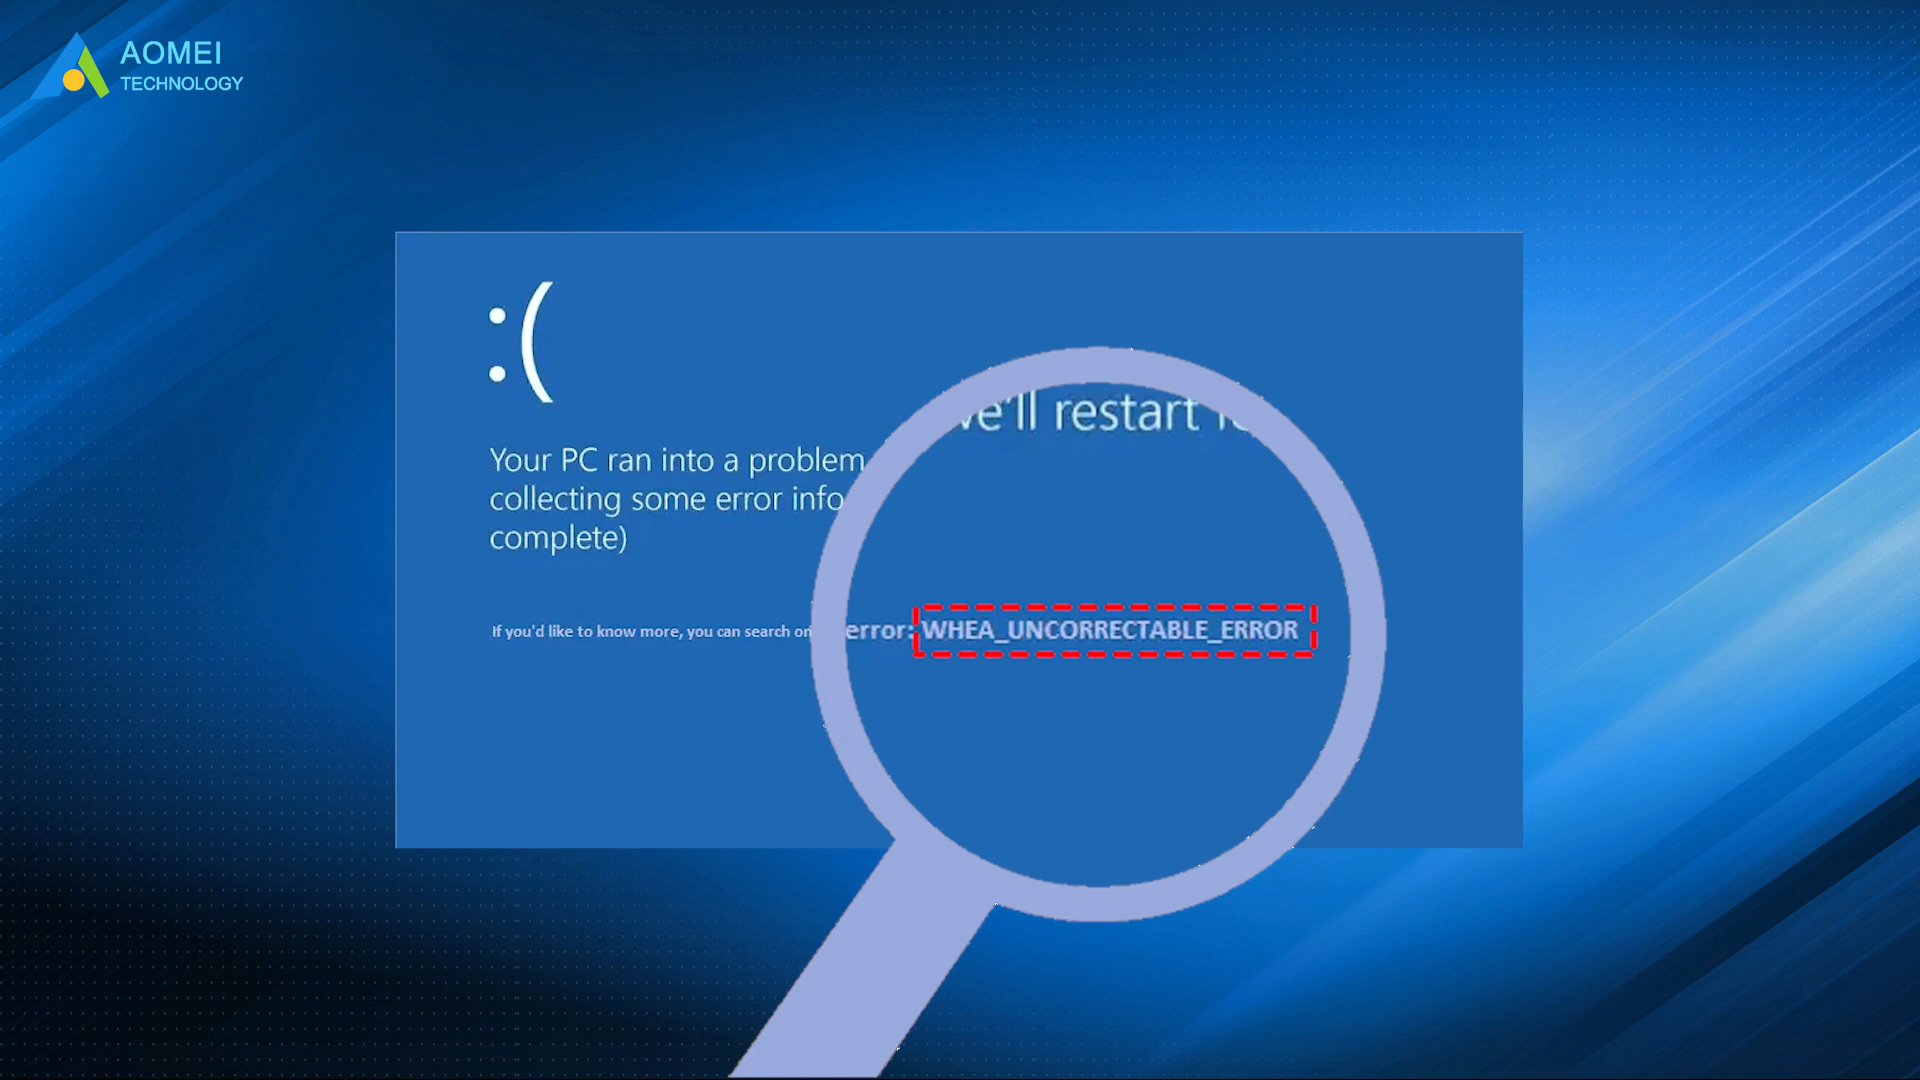 AOMEI
TECHNOLOGY
:(
we'll restart
Your PC ran into a problem
collecting some error info
complete)
If you'd like to know more, you can search on
error: WHEA_UNCORRECTABLE_ERROR